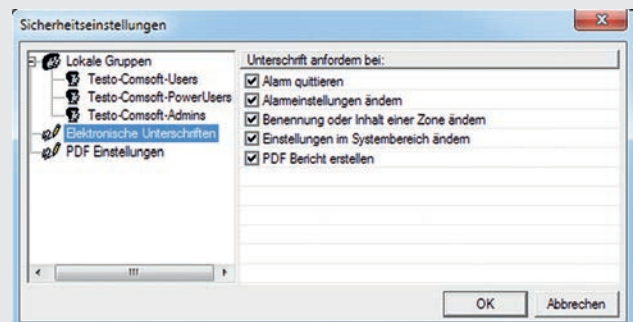 Sicherheitseinstellungen
Lokale Gruppen
Testo-Comsoft-Users
Testo-Comsoft-PowerUsers
Testo-Comsoft-Admins
Elektronische Unterschriften
PDF Einstellungen
Unterschrift anfordern bei:
Alarm quittieren
Alarmeinstellungen ändern
Benennung oder Inhalt einer Zone ändern
Einstellungen im Systembereich ändern
PDF Bericht erstellen
OK
Abbrechen